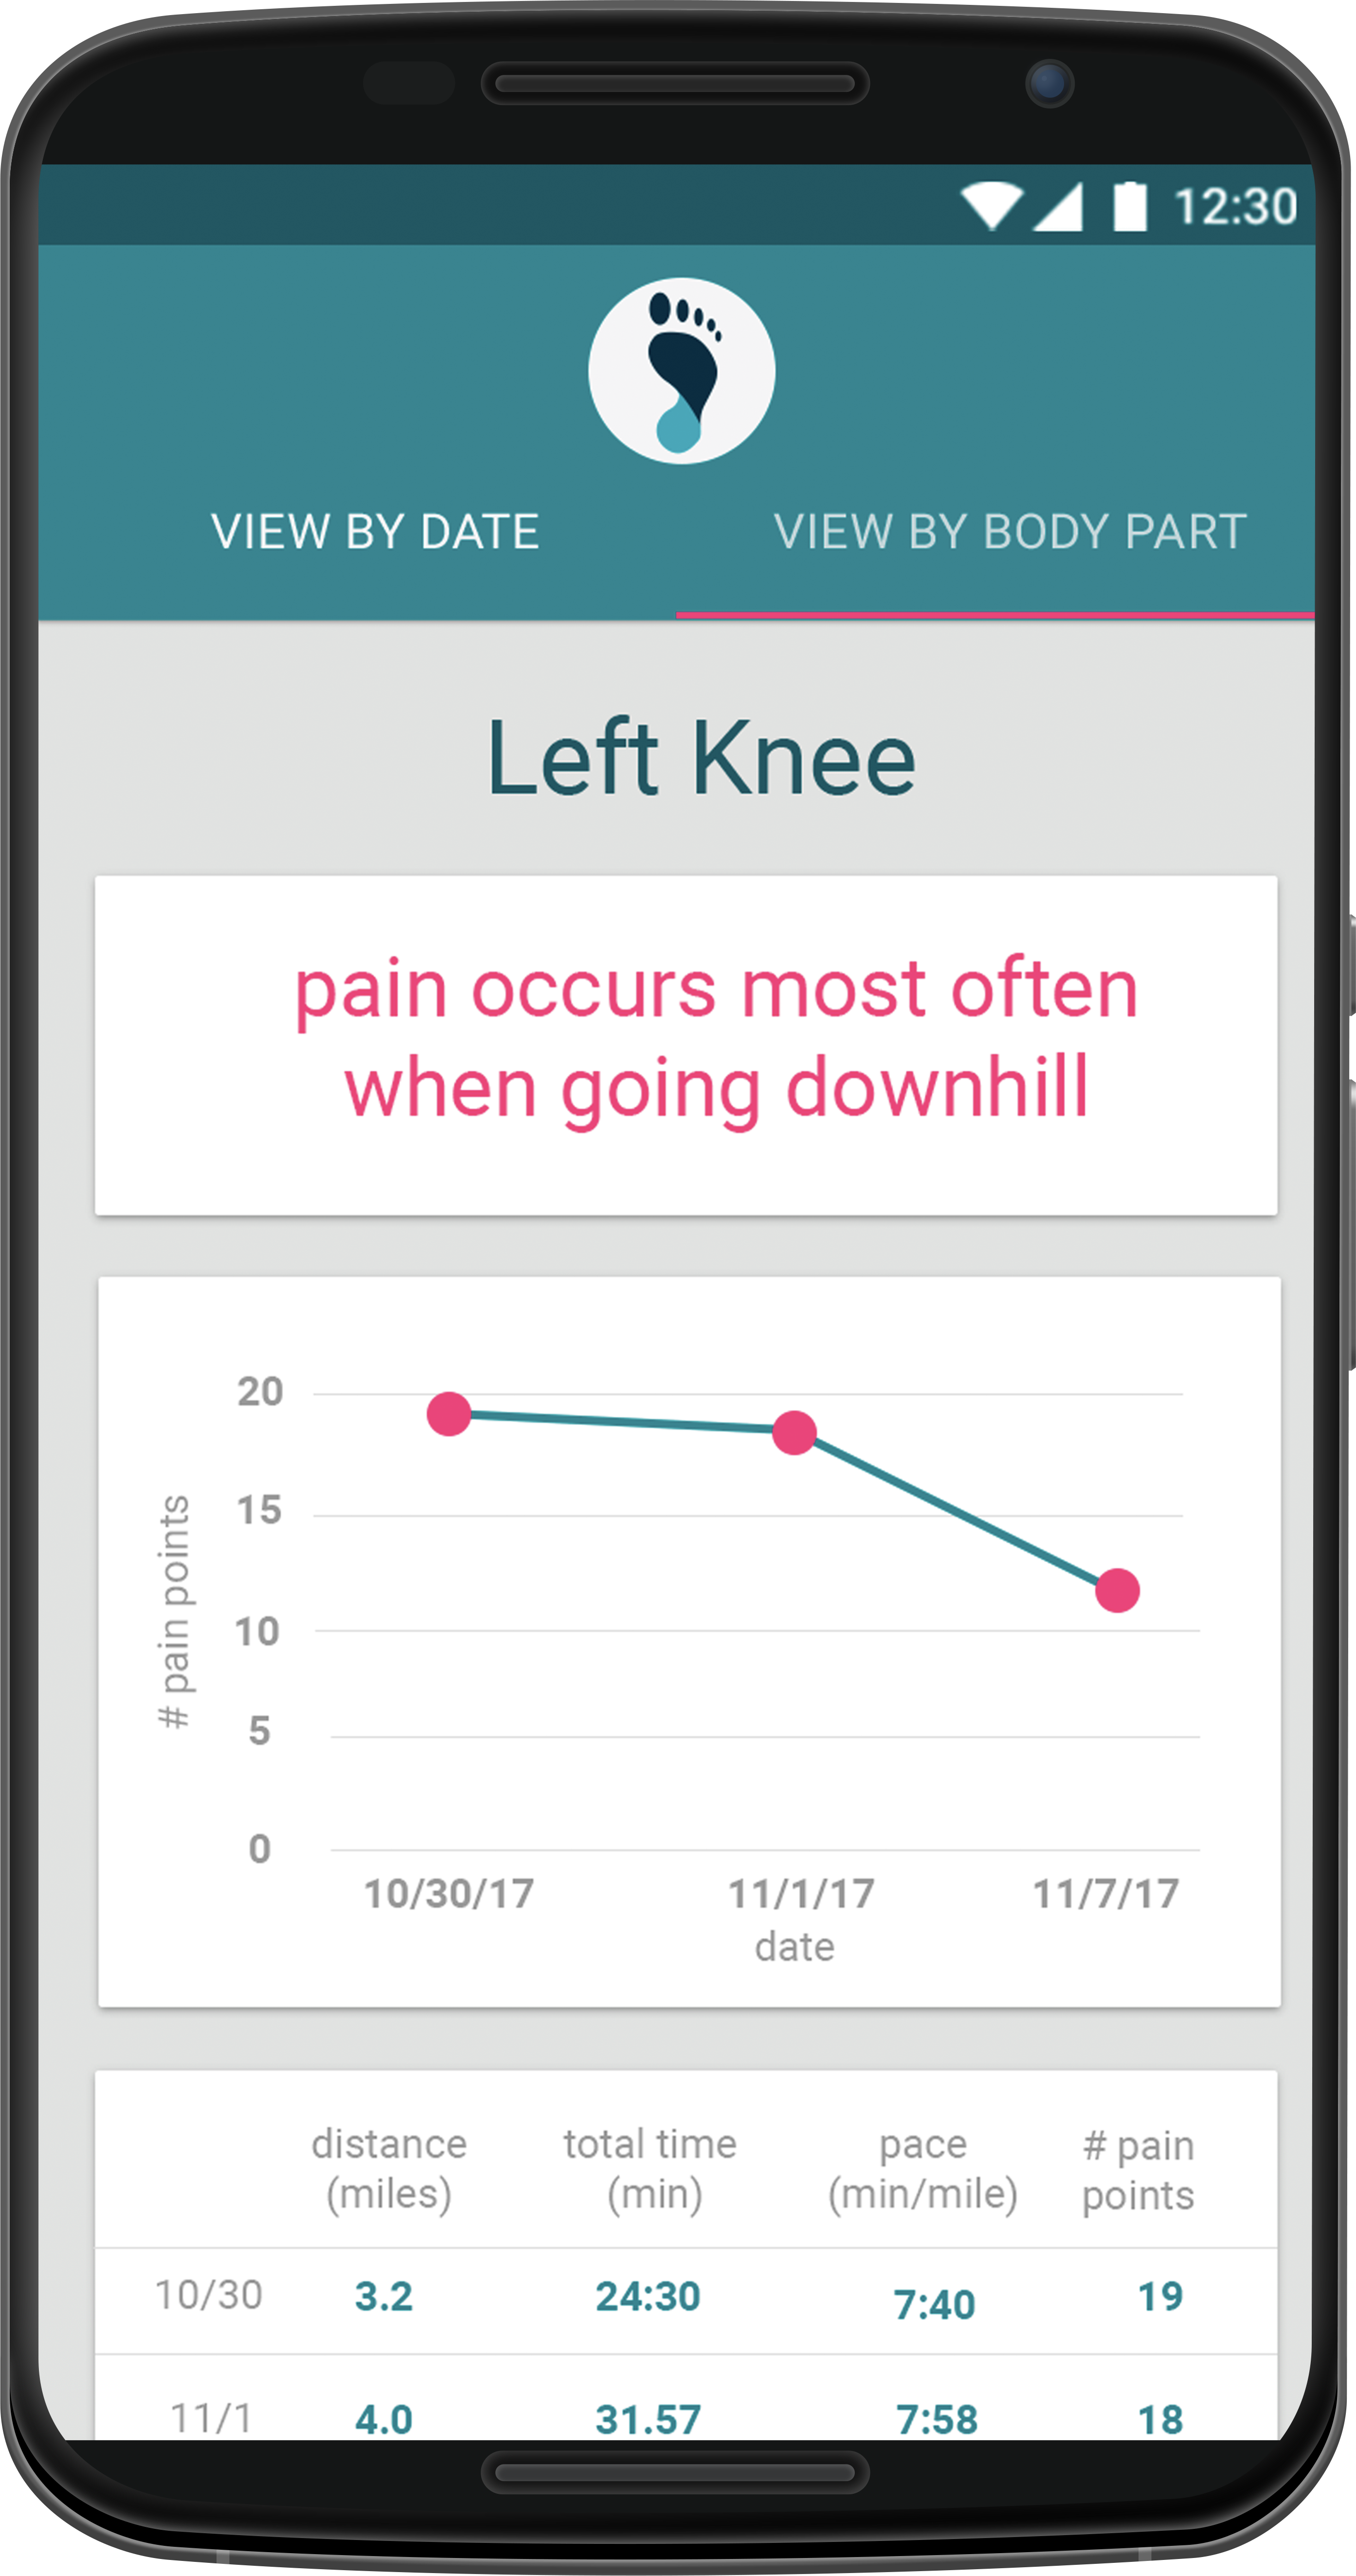 12:30
VIEW BY DATE VIEW BY BODY PART
Left Knee
pain occurs most often
when going downhill
# pain points
20
15
10
5
0
10/30/17 11/1/17 11/7/17
date
distance total time pace # pain
(miles) (min) (min/mile) points
10/30 3.2 24:30 7:40 19
11/1 4.0 31.57 7:58 18